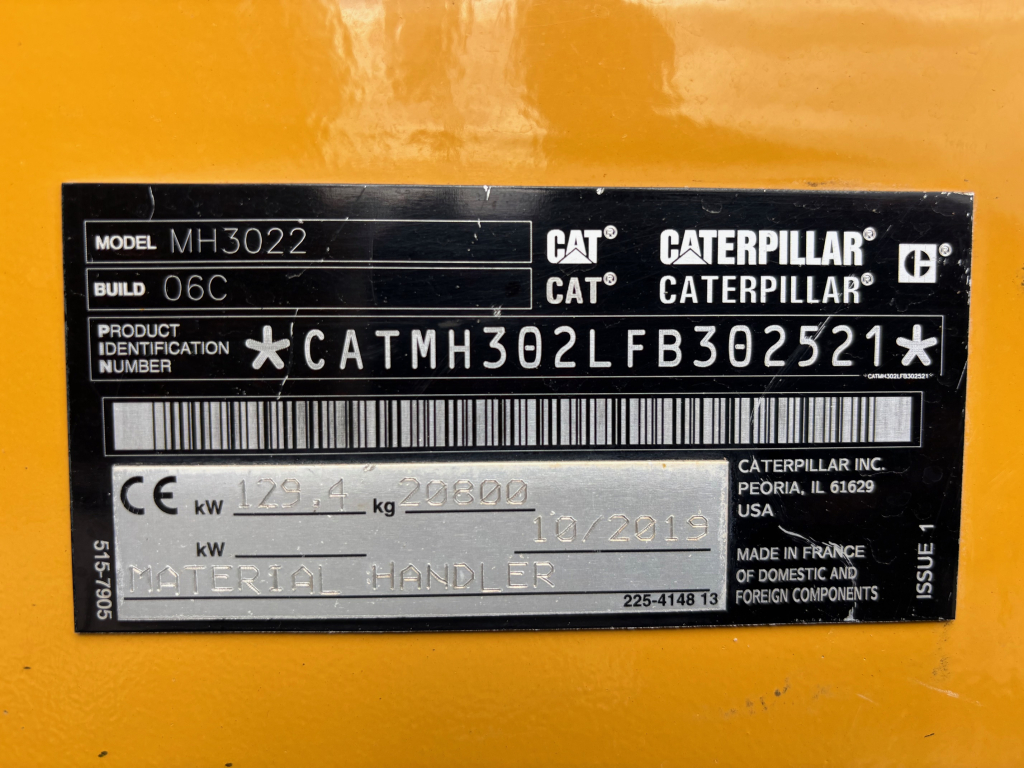 MODEL MH3022
BUILD 06C
CAT® CATERPILLAR® C®
CAT® CATERPILLAR®
PRODUCT
IDENTIFICATION
NUMBER
*CATMH302LFB302521*
*CATMH302LFB302521*
CE kW 129.4 kg 20800
10/2019
kW
MATERIAL HANDLER
225-4148 13
515-7905
CATERPILLAR INC.
PEORIA, IL 61629
USA
MADE IN FRANCE
OF DOMESTIC AND
FOREIGN COMPONENTS
ISSUE 1